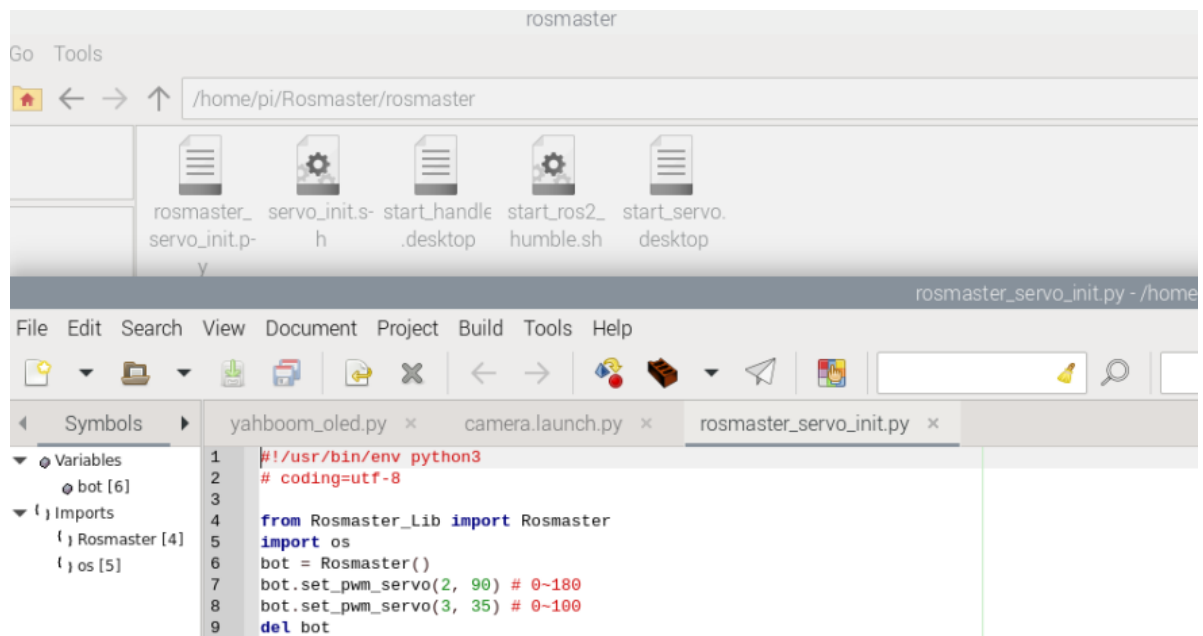 rosmaster
Go Tools
/home/pi/Rosmaster/rosmaster
rosmaster_ servo_init.s- start_handle start_ros2_ start_servo.
servo_init.p- h .desktop humble.sh desktop
y
rosmaster_servo_init.py - /home
File Edit Search View Document Project Build Tools Help
Symbols yahboom_oled.py × camera.launch.py × rosmaster_servo_init.py ×
Variables
bot [6]
Imports
Rosmaster [4]
os [5]
1 #!/usr/bin/env python3
2 # coding=utf-8
3
4 from Rosmaster_Lib import Rosmaster
5 import os
6 bot = Rosmaster()
7 bot.set_pwm_servo(2, 90) # 0~180
8 bot.set_pwm_servo(3, 35) # 0~100
9 del bot